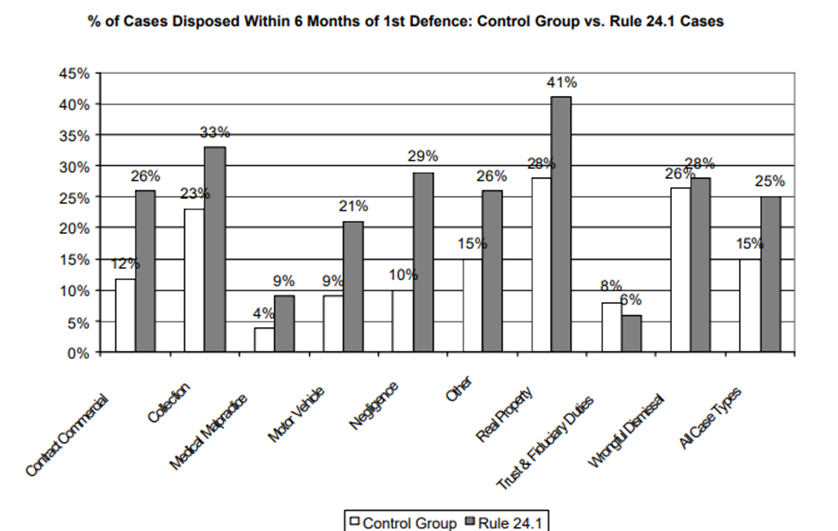 % of Cases Disposed Within 6 Months of 1st Defence: Control Group vs. Rule 24.1 Cases
45%
40%
35%
30%
25%
20%
15%
10%
5%
0%
12%
26%
23%
33%
4%
9%
9%
21%
10%
29%
15%
26%
28%
41%
8%
6%
26%
28%
15%
25%
Contract Commercial
Collection
Medical Malpractice
Motor Vehicle
Negligence
Other
Real Property
Trust & Fiduciary Duties
Wrongful Dismissal
All Case Types
Control Group
Rule 24.1